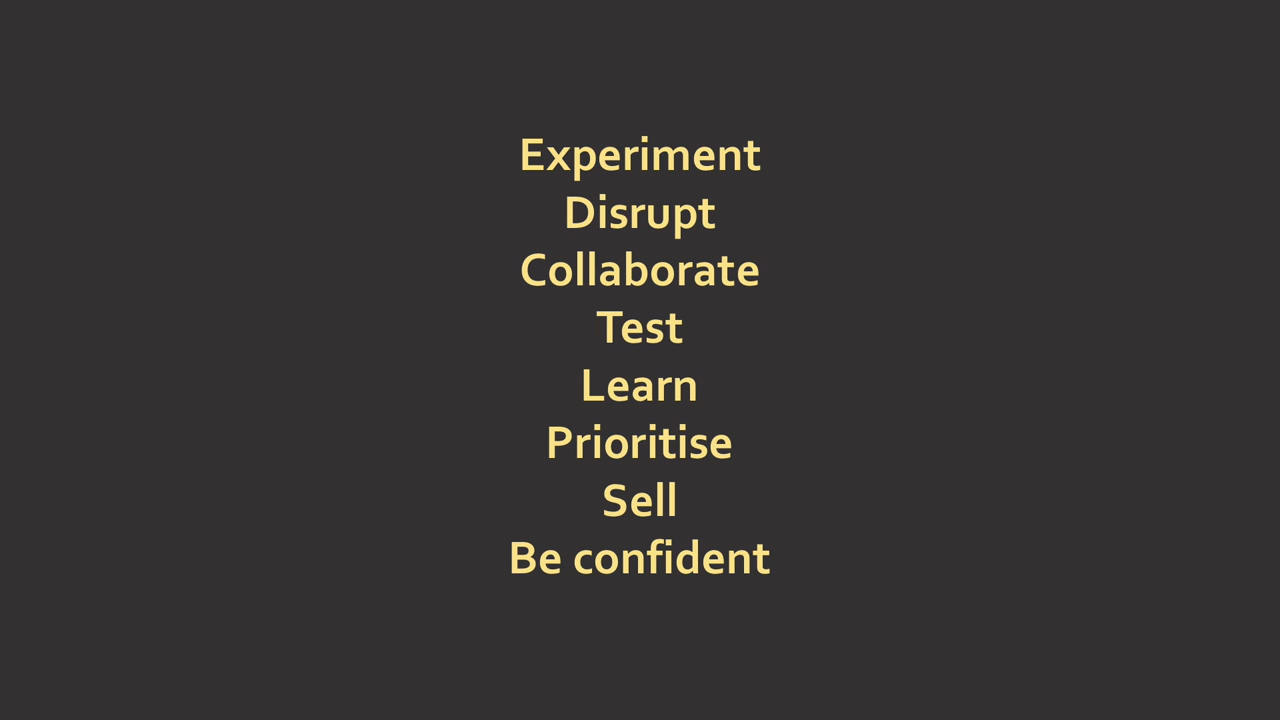 Experiment
Disrupt
Collaborate
Test
Learn
Prioritise
Sell
Be confident